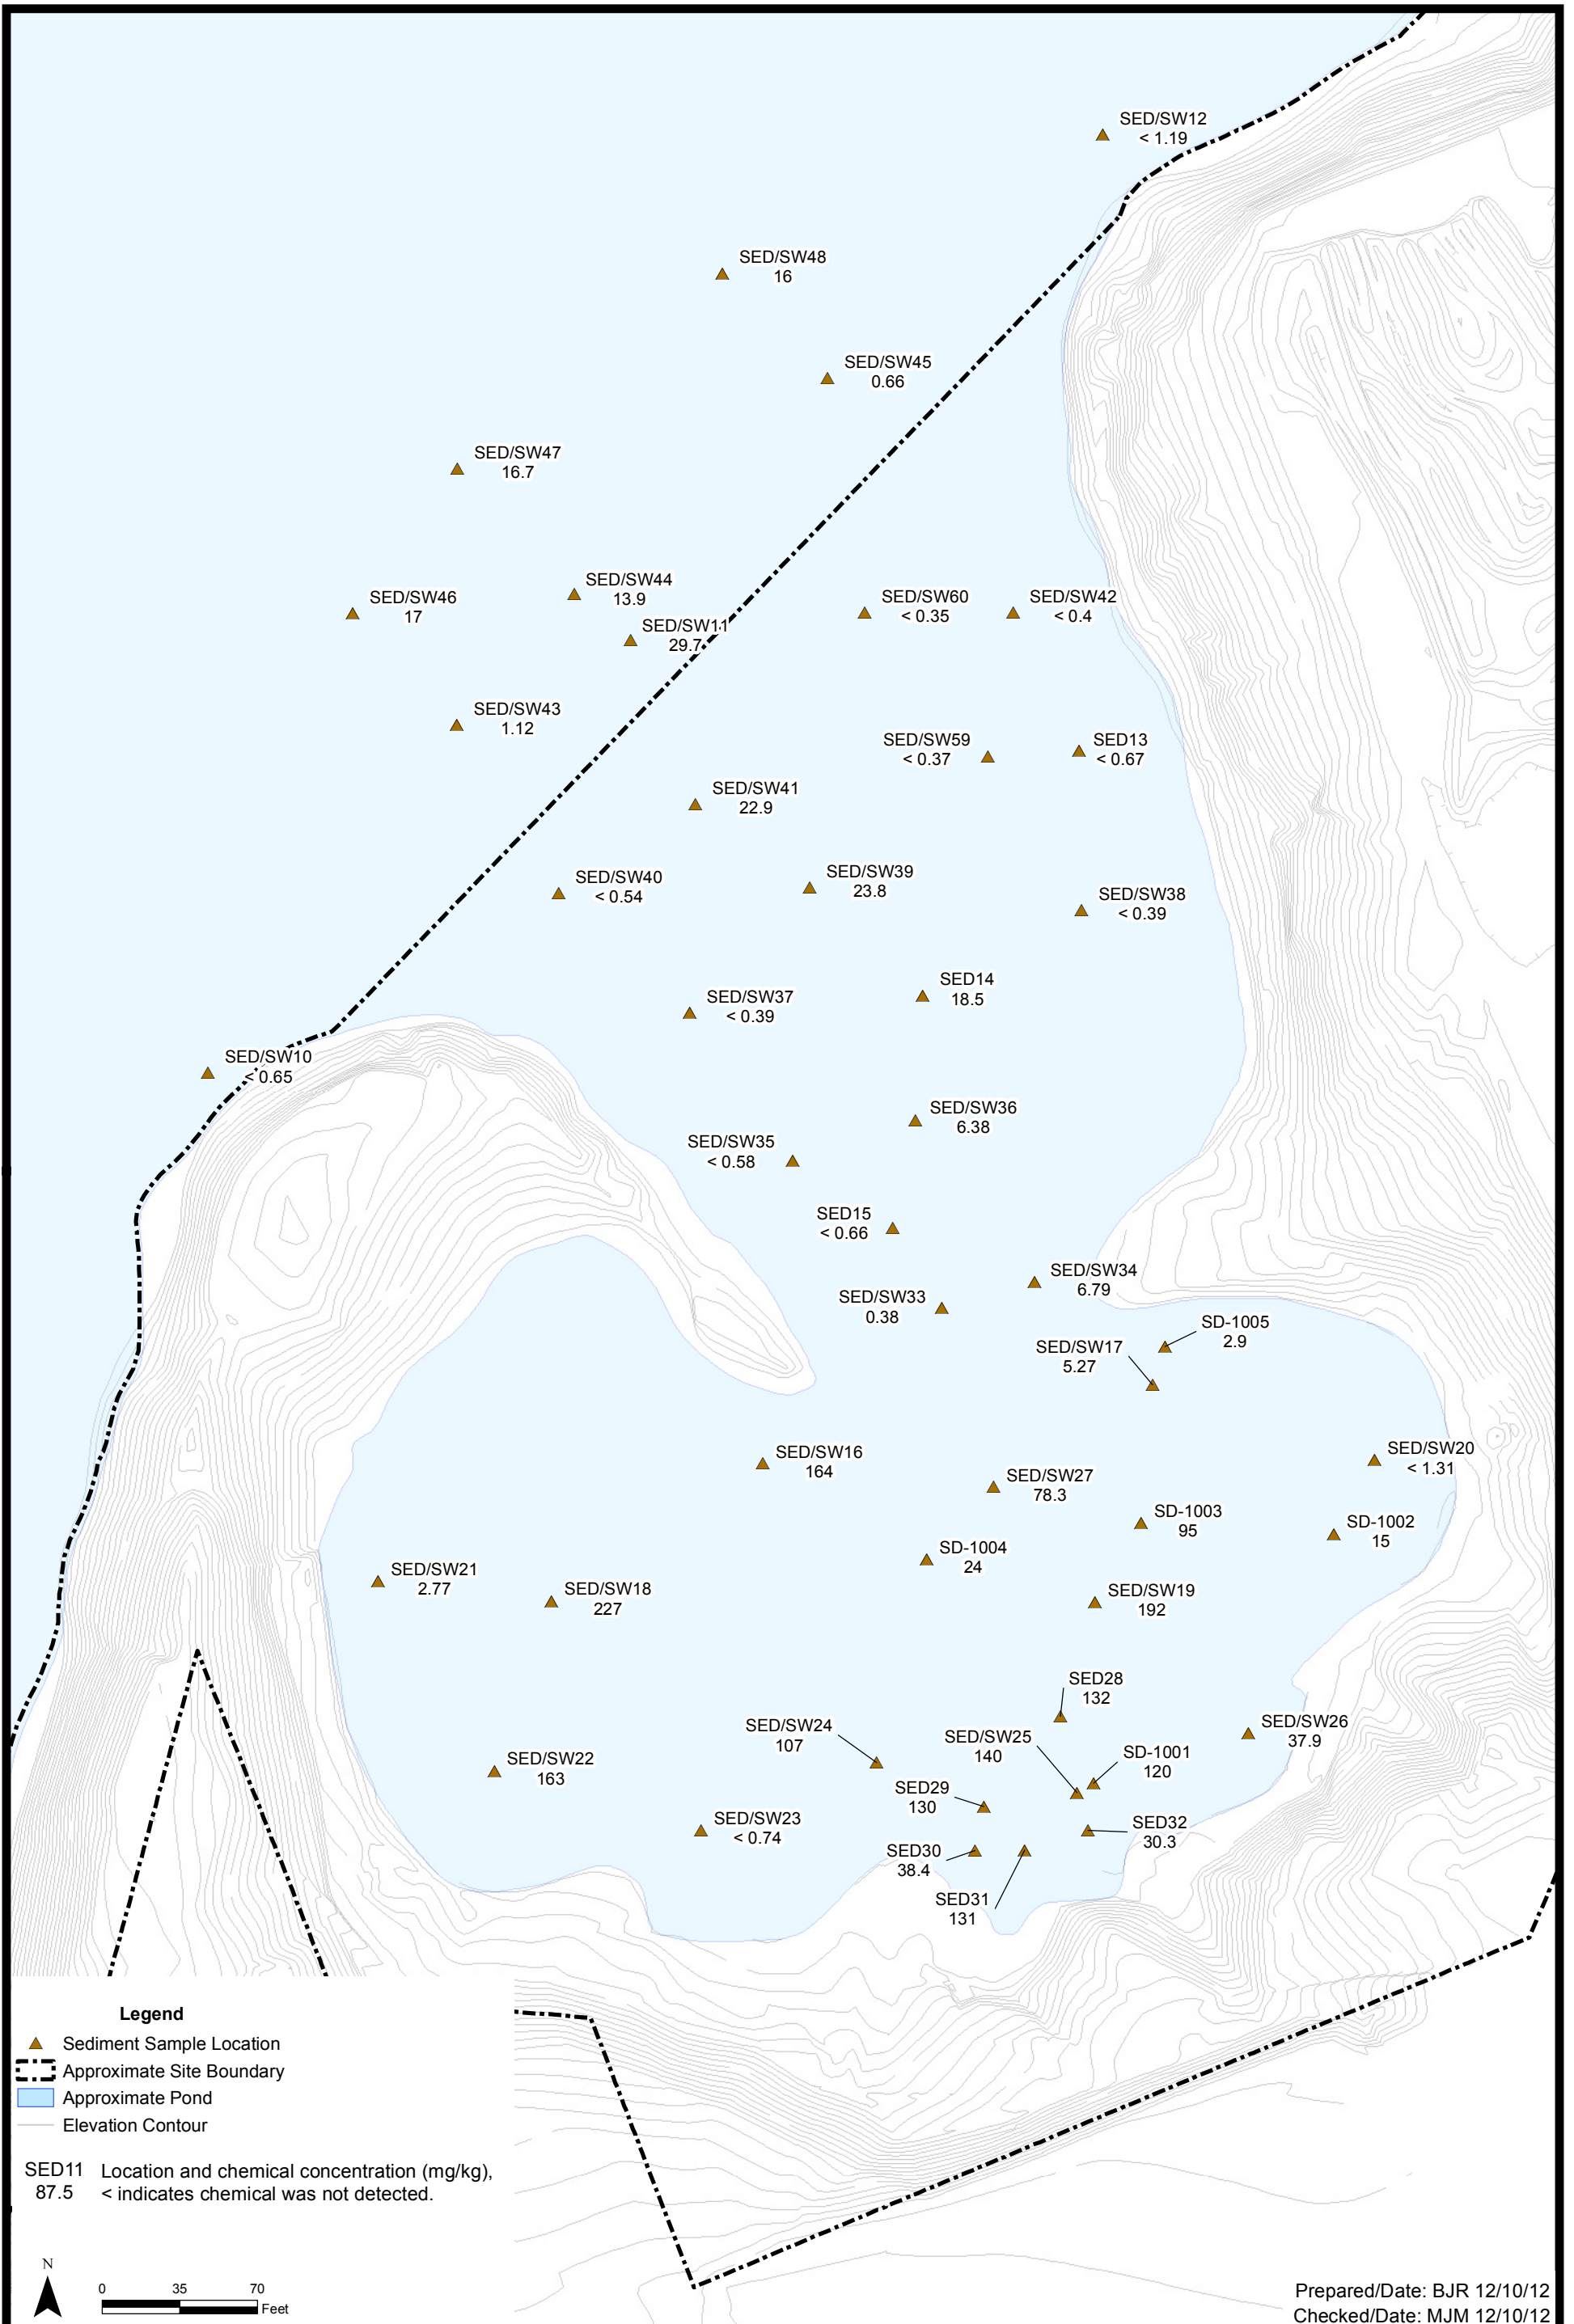 SED/SW12
< 1.19
SED/SW48
16
SED/SW45
0.66
SED/SW47
16.7
SED/SW44
13.9
SED/SW46
17
SED/SW11
29.7
SED/SW60
< 0.35
SED/SW42
< 0.4
SED/SW43
1.12
SED/SW59
< 0.37
SED13
< 0.67
SED/SW41
22.9
SED/SW40
< 0.54
SED/SW39
23.8
SED/SW38
< 0.39
SED14
18.5
SED/SW37
< 0.39
SED/SW10
< 0.65
SED/SW36
6.38
SED/SW35
< 0.58
SED15
< 0.66
SED/SW34
6.79
SED/SW33
0.38
SD-1005
2.9
SED/SW17
5.27
SED/SW16
164
SED/SW20
< 1.31
SED/SW27
78.3
SD-1003
95
SD-1002
15
SD-1004
24
SED/SW21
2.77
SED/SW18
227
SED/SW19
192
SED28
132
SED/SW24
107
SED/SW25
140
SED/SW26
37.9
SD-1001
120
SED/SW22
163
SED29
130
SED/SW23
< 0.74
SED32
30.3
SED30
38.4
SED31
131
Legend
Sediment Sample Location
Approximate Site Boundary
Approximate Pond
Elevation Contour
SED11 Location and chemical concentration (mg/kg),
87.5 < indicates chemical was not detected.
N
0 35 70
Feet
Prepared/Date: BJR 12/10/12
Checked/Date: MJM 12/10/12